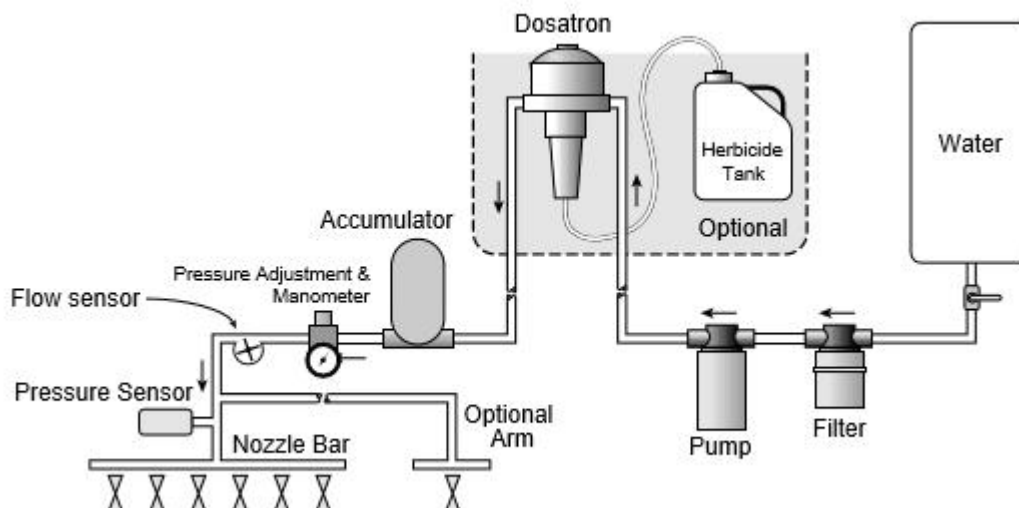 Dosatron
Water
Herbicide
Tank
Optional
Accumulator
Pressure Adjustment &
Manometer
Flow sensor
Pressure Sensor
Optional
Arm
Nozzle Bar
Pump
Filter